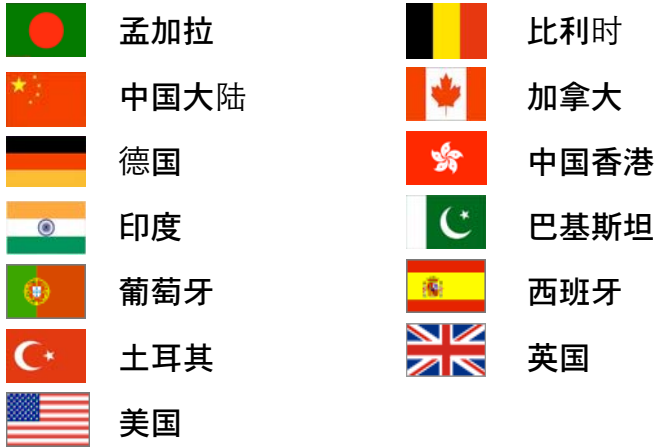 孟加拉
比利时
中国大陆
加拿大
德国
中国香港
印度
巴基斯坦
葡萄牙
西班牙
土耳其
英国
美国